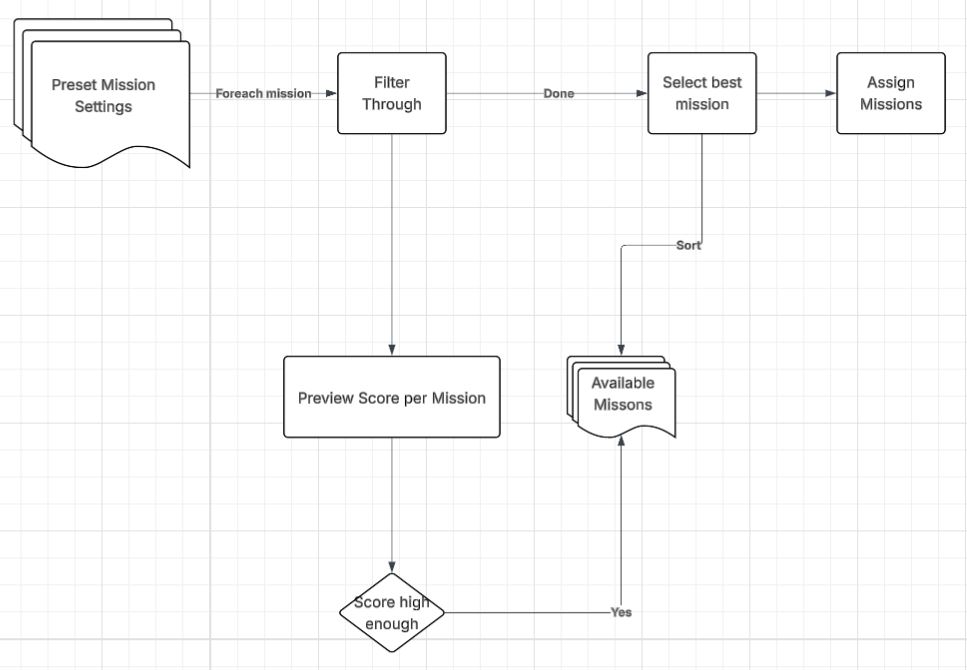 Preset Mission
Settings
Foreach mission
Filter
Through
Done
Select best
mission
Assign
Missions
Sort
Preview Score per Mission
Available
Missons
Score high
enough
Yes